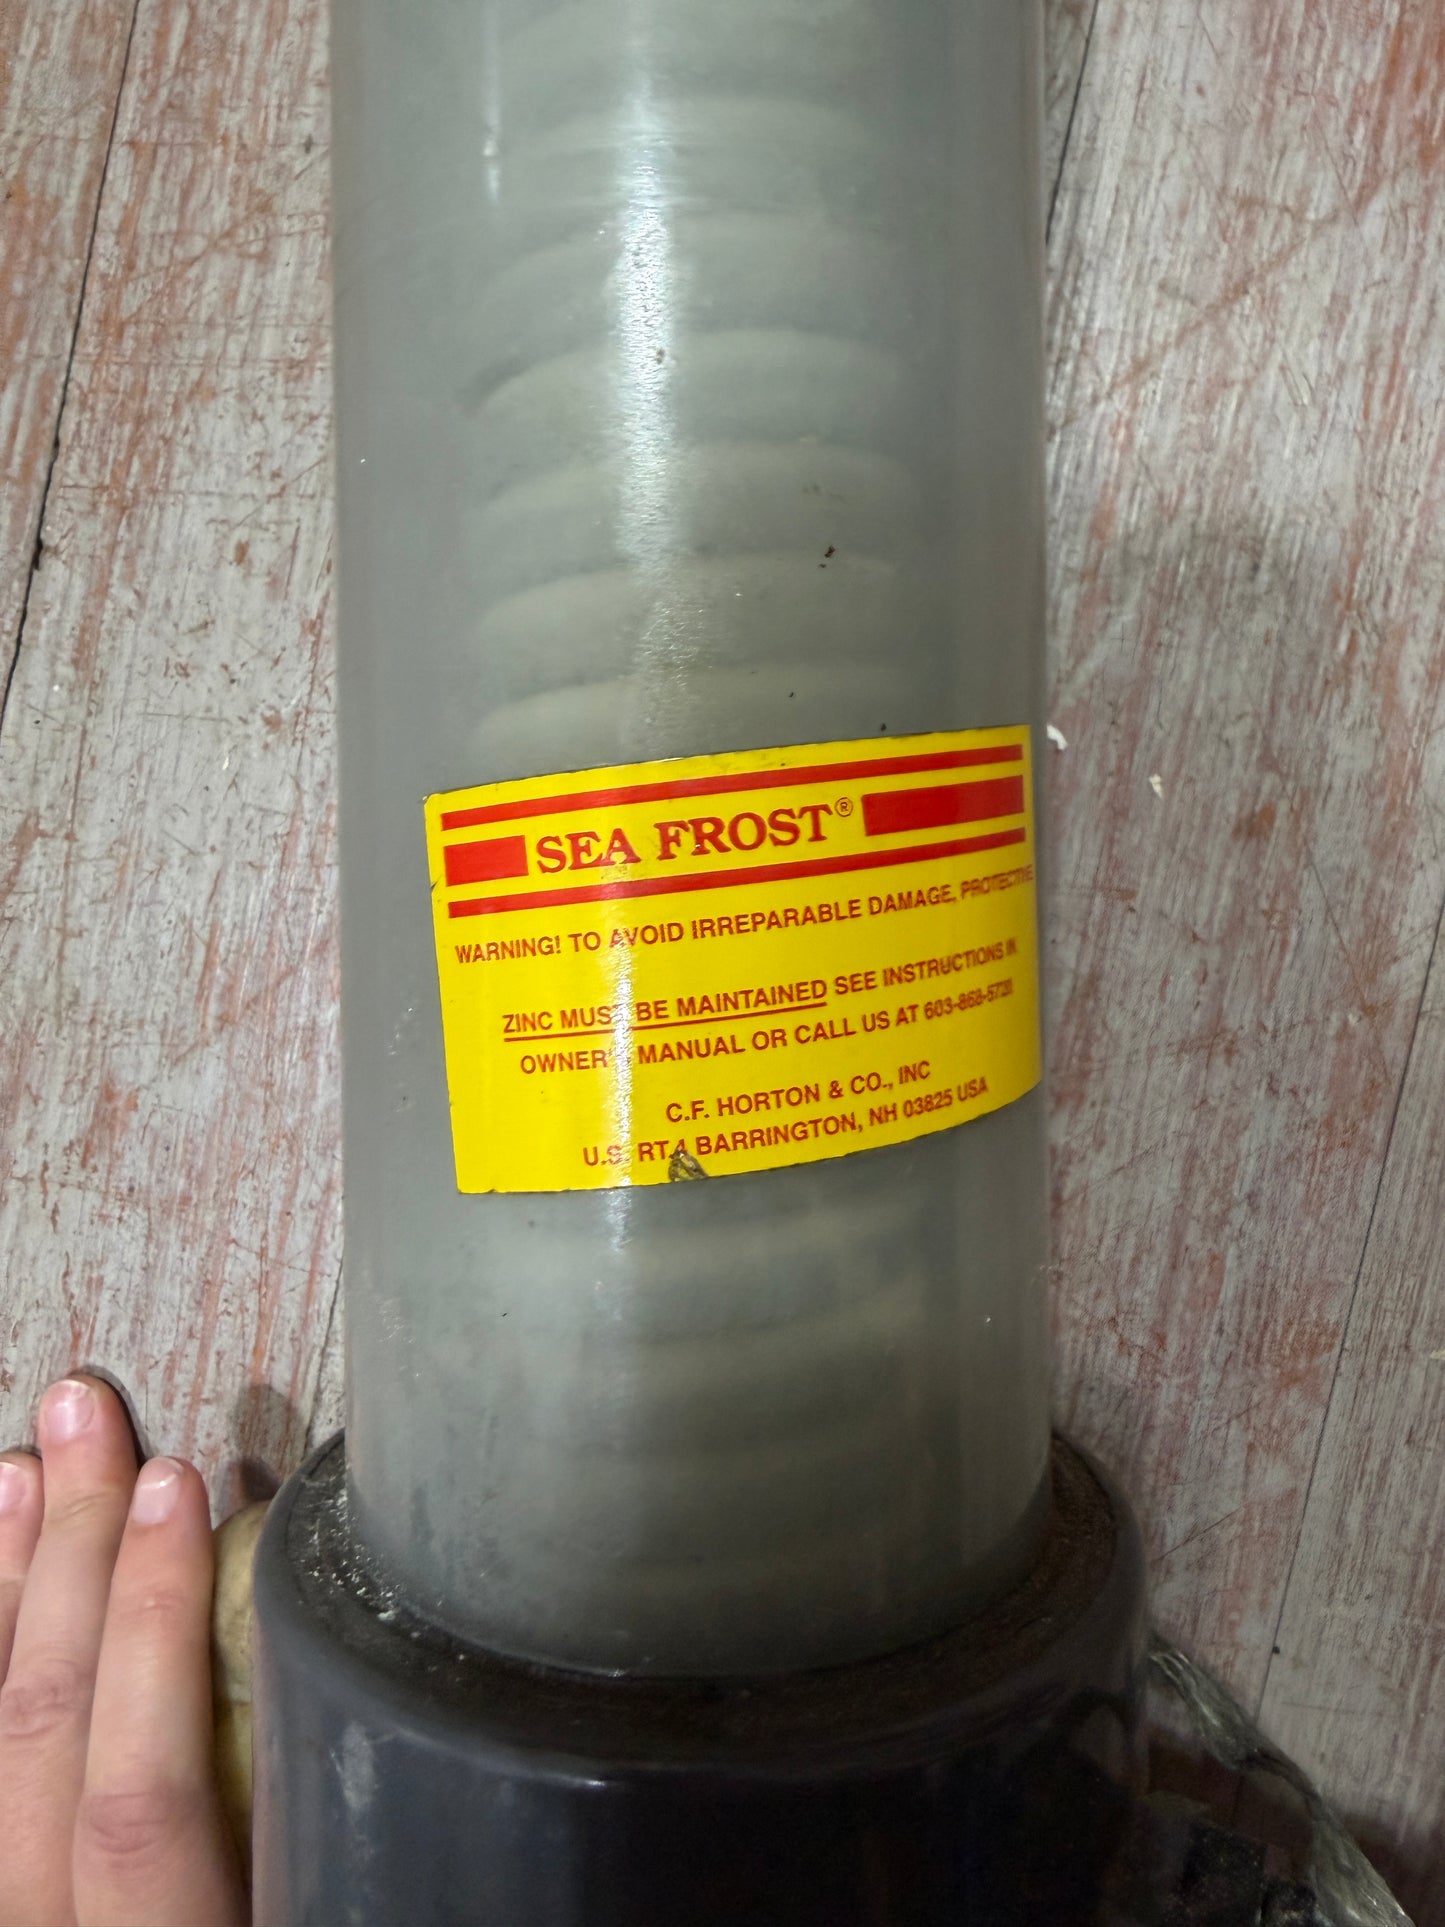 SEA FROST®
WARNING! TO AVOID IRREPARABLE DAMAGE, PROTECTIVE
ZINC MUST BE MAINTAINED SEE INSTRUCTIONS IN
OWNER'S MANUAL OR CALL US AT 603-868-5720
C.F. HORTON & CO., INC
U.S. RT.4 BARRINGTON, NH 03825 USA